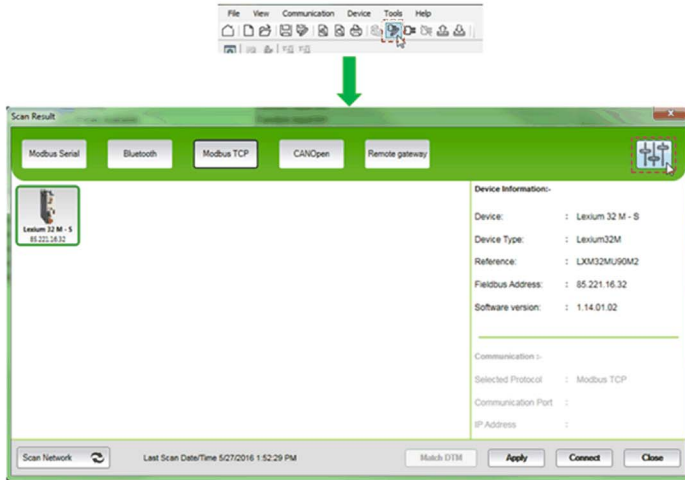 File View Communication Device Tools Help
Scan Result
Modbus Serial Bluetooth Modbus TCP CANOpen Remote gateway
Lexium 32 M - S
85.221.16.32
Device Information:-
Device: : Lexium 32 M - S
Device Type: : Lexium32M
Reference: : LXM32MU90M2
Fieldbus Address: : 85.221.16.32
Software version: : 1.14.01.02
Communication :-
Selected Protocol : Modbus TCP
Communication Port :
IP Address :
Scan Network Last Scan Date/Time 5/27/2016 1:52:29 PM Match DTM Apply Connect Close